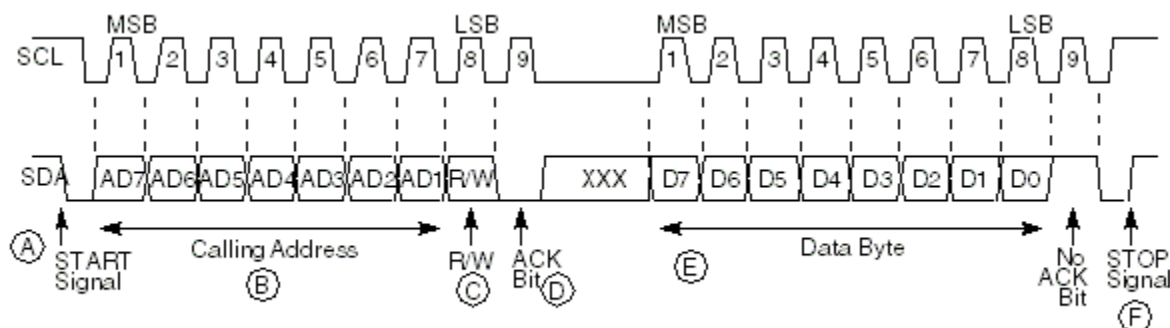 MSB LSB MSB LSB
SCL 1 2 3 4 5 6 7 8 9 1 2 3 4 5 6 7 8 9
SDA AD7 AD6 AD5 AD4 AD3 AD2 AD1 R/W XXX D7 D6 D5 D4 D3 D2 D1 D0
A START Signal
Calling Address
B
R/W
C
ACK
Bit D
E
Data Byte
No
ACK
Bit
STOP
Signal
F